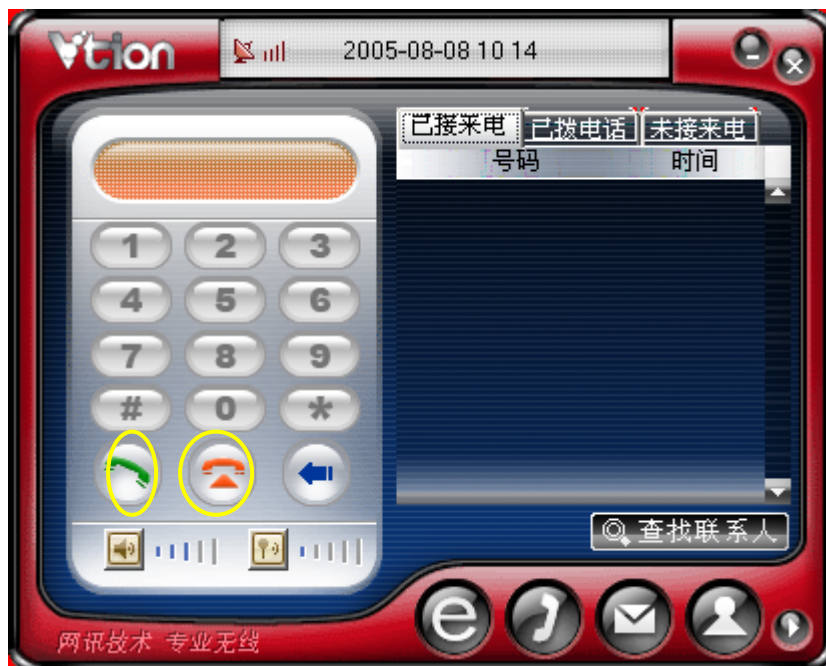 Vtion
2005-08-08 10 14
已接来电 已拨电话 未接来电
号码 时间
1 2 3
4 5 6
7 8 9
# 0 *
查找联系人
网讯技术 专业无线